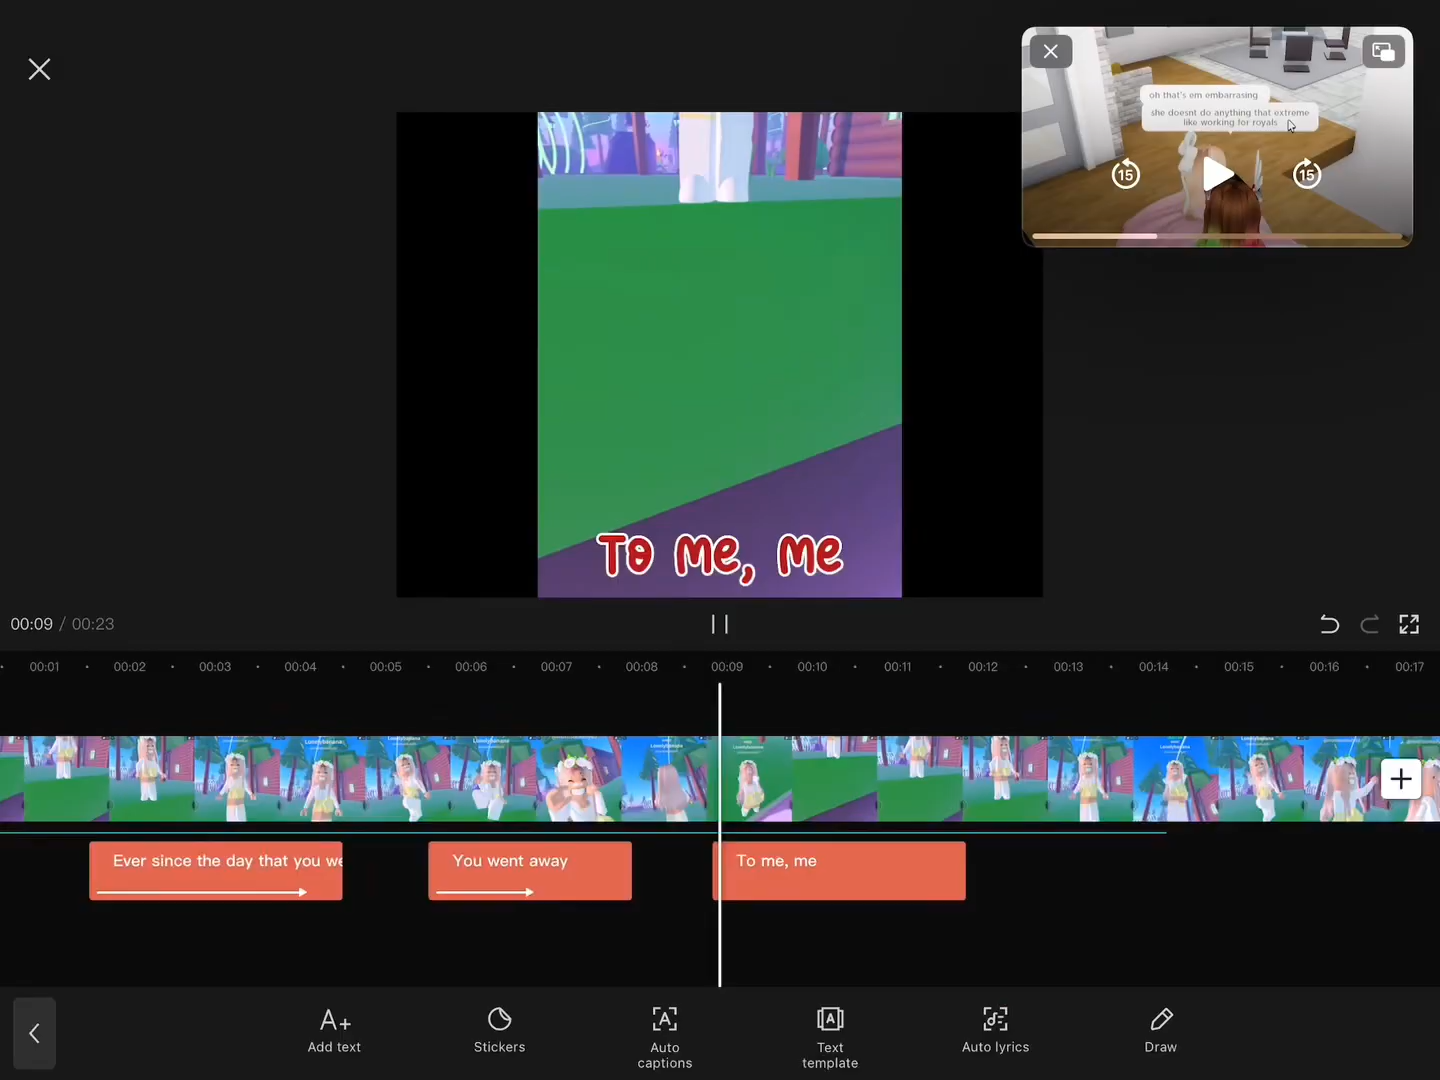 oh that's em embarrasing
she doesnt do anything that extreme
like working for royals
15
15
To me, me
00:09 / 00:23
00:01 00:02 00:03 00:04 00:05 00:06 00:07 00:08 00:09 00:10 00:11 00:12 00:13 00:14 00:15 00:16 00:17
Ever since the day that you we
You went away
To me, me
A+
Add text
Stickers
A
Auto
captions
A
Text
template
Auto lyrics
Draw